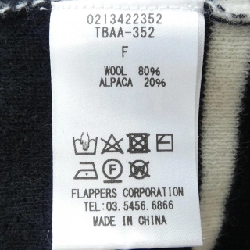 0213422352
TBAA-352
F
WOOL 80%
ALPACA 20%
FLAPPERS CORPORATION
TEL:03.5456.6866
MADE IN CHINA